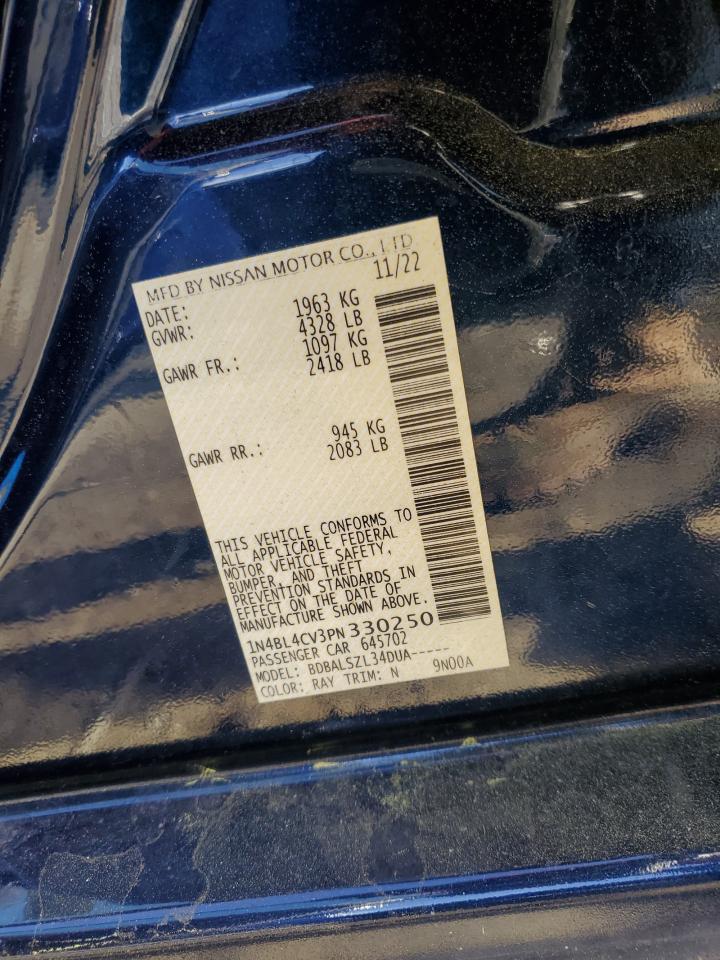 MFD BY NISSAN MOTOR CO., LTD
DATE: 11/22
GVWR: 1963 KG
4328 LB
GAWR FR.: 1097 KG
2418 LB
GAWR RR.: 945 KG
2083 LB
THIS VEHICLE CONFORMS TO
ALL APPLICABLE FEDERAL
MOTOR VEHICLE SAFETY,
BUMPER, AND THEFT
PREVENTION STANDARDS IN
EFFECT ON THE DATE OF
MANUFACTURE SHOWN ABOVE.
1N4BL4CV3PN330250
PASSENGER CAR 645702
MODEL: BDBALSZL34DUA-----
COLOR: RAY TRIM: N 9N00A